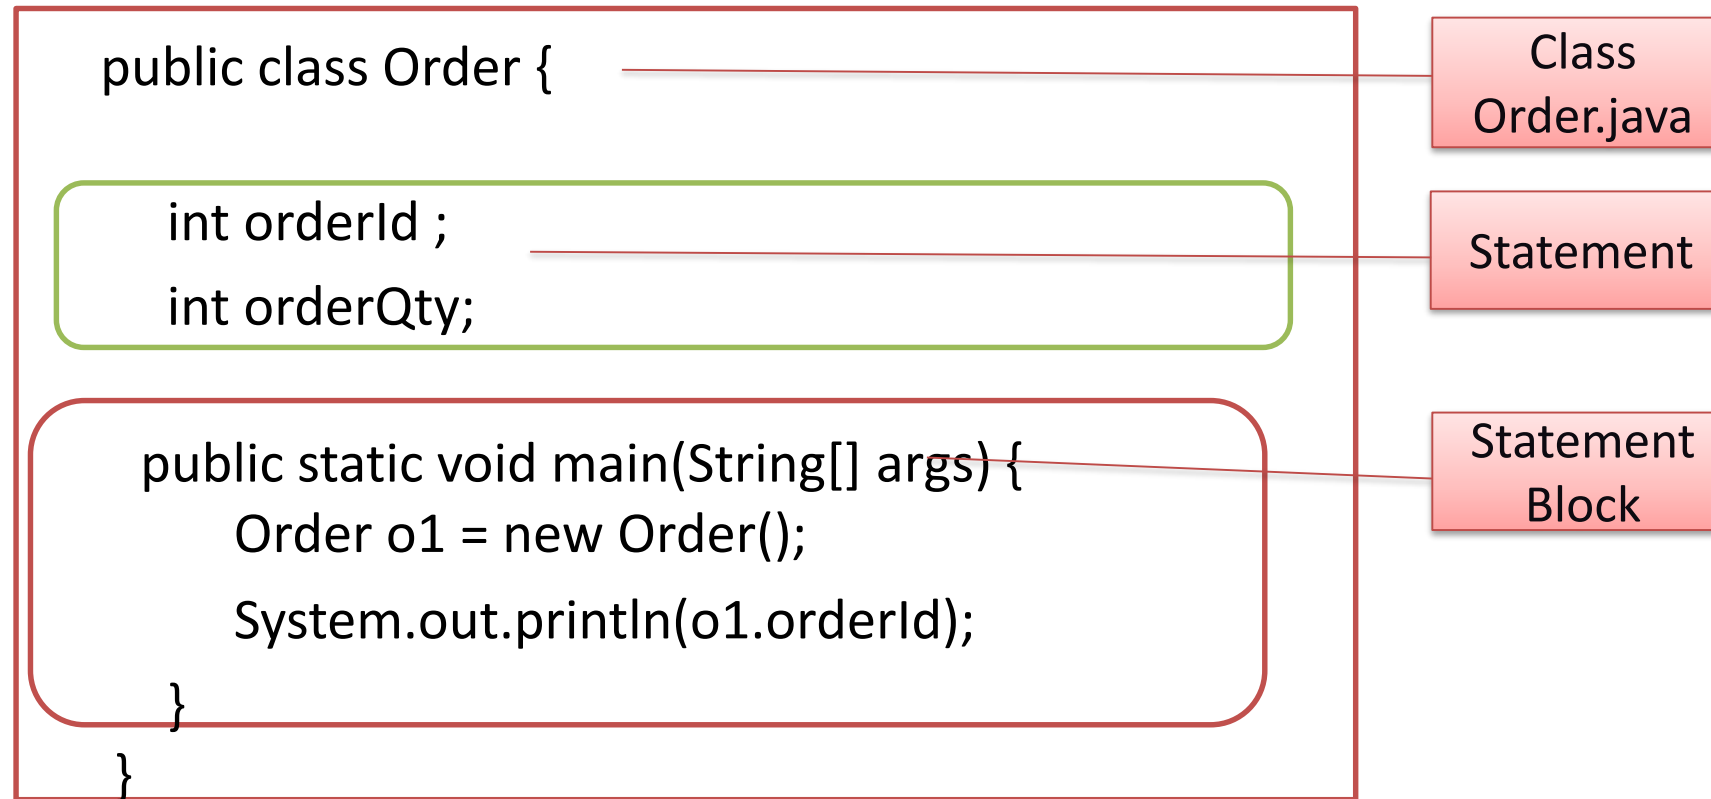 public class Order {
Class
Order.java
int orderId ;
int orderQty;
Statement
public static void main(String[] args) {
Order o1 = new Order();
System.out.println(o1.orderId);
}
}
Statement
Block